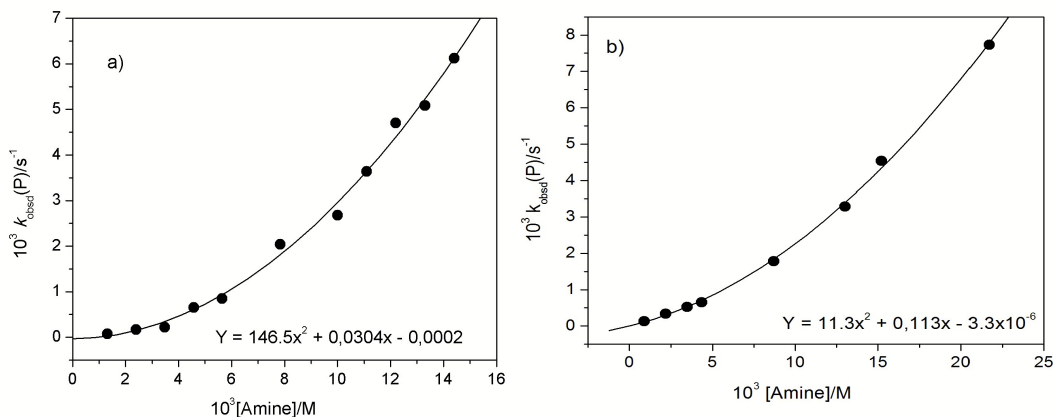 a)
7
6
5
4
3
2
1
0
10³ k_obsd(P)/s⁻¹
Y = 146.5x² + 0,0304x - 0,0002
0 2 4 6 8 10 12 14 16
10³[Amine]/M
b)
8
7
6
5
4
3
2
1
0
10³ k_obsd(P)/s⁻¹
Y = 11.3x² + 0,113x - 3.3x10⁻⁶
0 5 10 15 20 25
10³ [Amine]/M